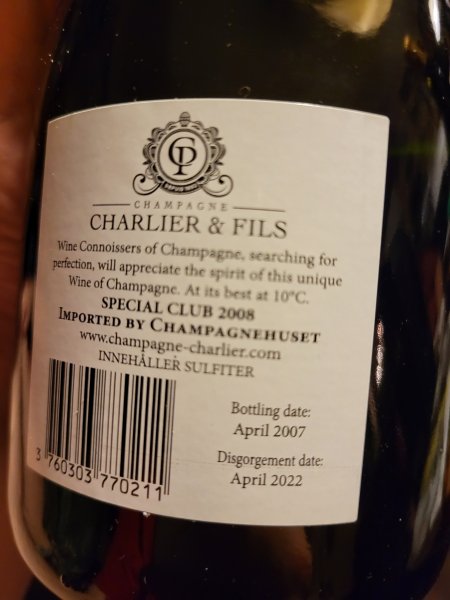 CP
CHAMPAGNE
CHARLIER & FILS
Wine Connoissers of Champagne, searching for
perfection, will appreciate the spirit of this unique
Wine of Champagne. At its best at 10°C.
SPECIAL CLUB 2008
IMPORTED BY CHAMPAGNEHUSET
www.champagne-charlier.com
INNEHÅLLER SULFITER
Bottling date:
April 2007
Disgorgement date:
April 2022
3 760303 770211